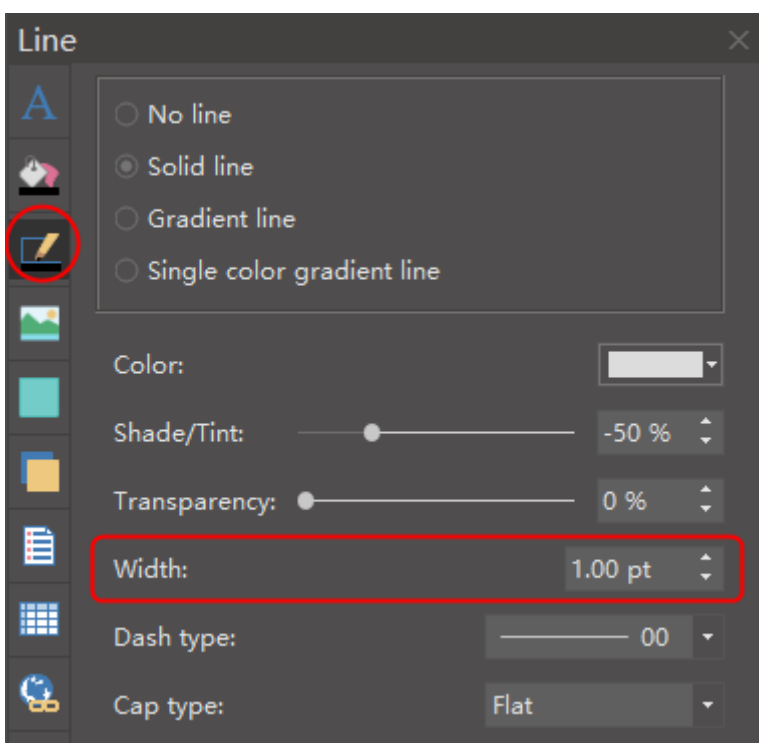 Line
A
No line
Solid line
Gradient line
Single color gradient line
Color:
Shade/Tint: -50 %
Transparency: 0 %
Width: 1.00 pt
Dash type: 00
Cap type: Flat